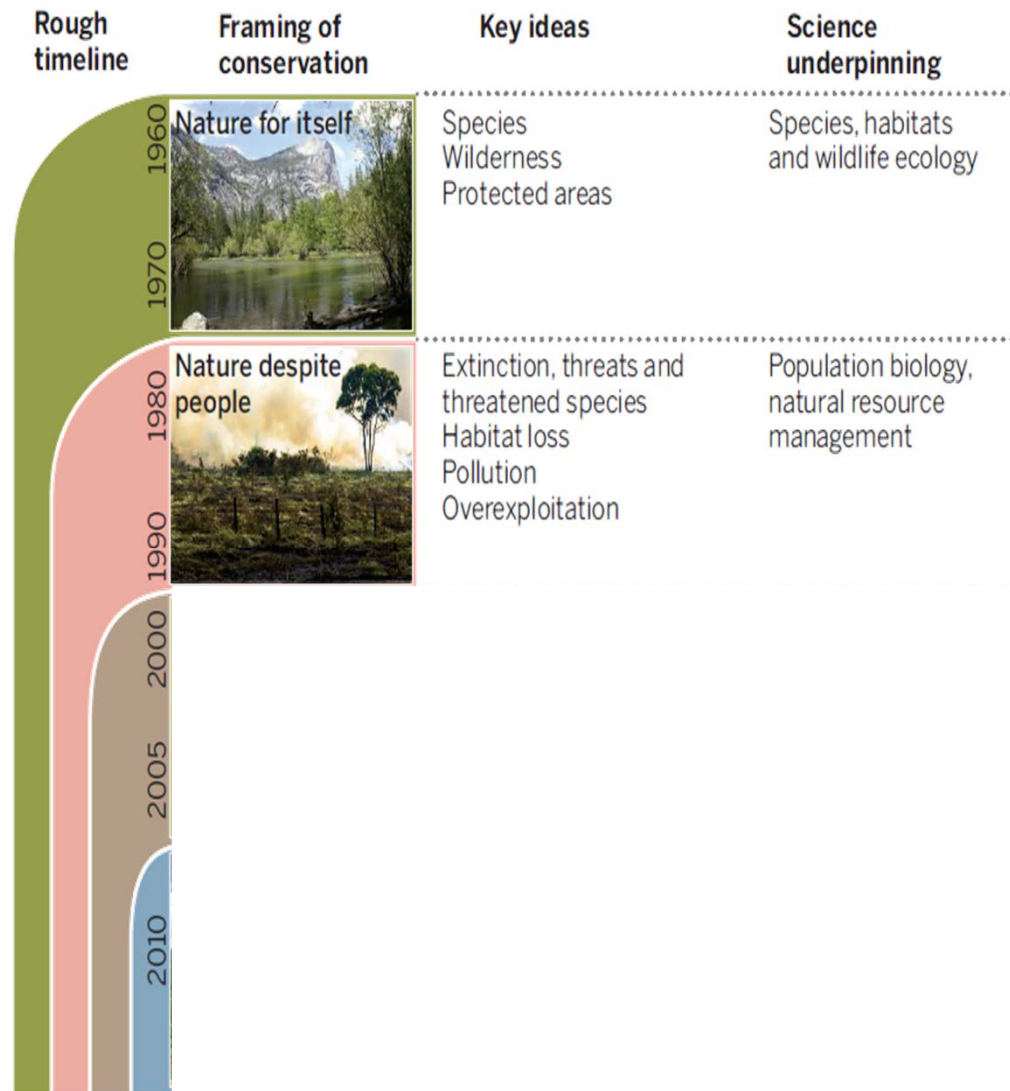 Rough
timeline
Framing of
conservation
Key ideas
Science
underpinning
1960
Nature for itself
Species
Wilderness
Protected areas
Species, habitats
and wildlife ecology
1970
1980
Nature despite
people
Extinction, threats and
threatened species
Habitat loss
Pollution
Overexploitation
Population biology,
natural resource
management
1990
2000
2005
2010